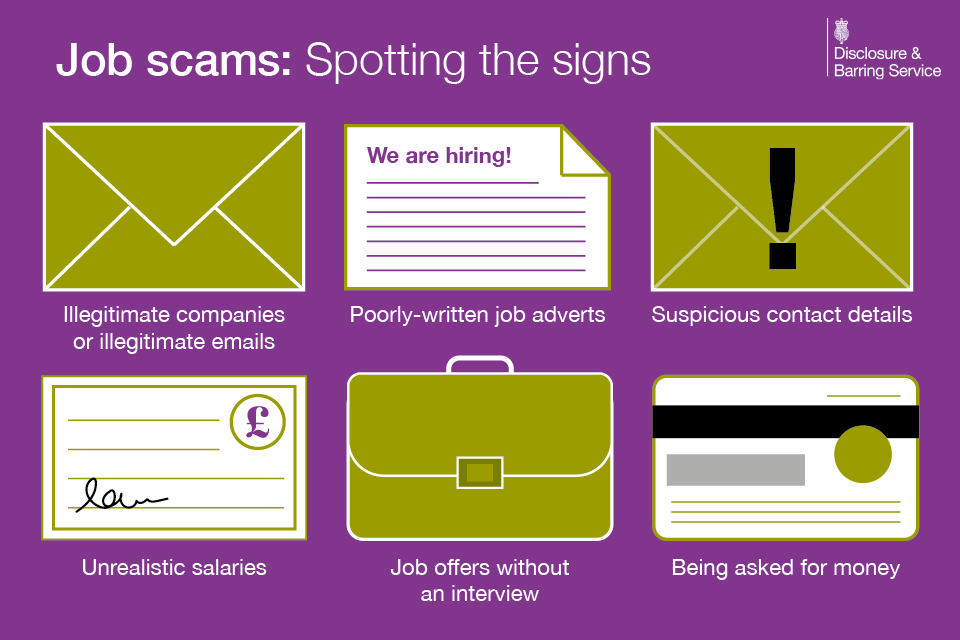 Job scams: Spotting the signs
Disclosure &
Barring Service
We are hiring!
Illegitimate companies
or illegitimate emails
Poorly-written job adverts
Suspicious contact details
£
Unrealistic salaries
Job offers without
an interview
Being asked for money